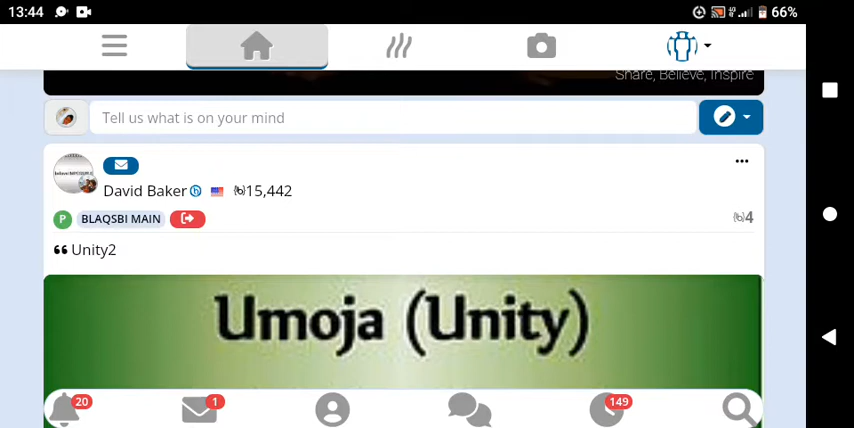 13:44
4G
66%
Share, Believe, Inspire
Tell us what is on your mind
David Baker
15,442
P BLAQSBI MAIN
4
Unity2
Umoja (Unity)
20
1
149